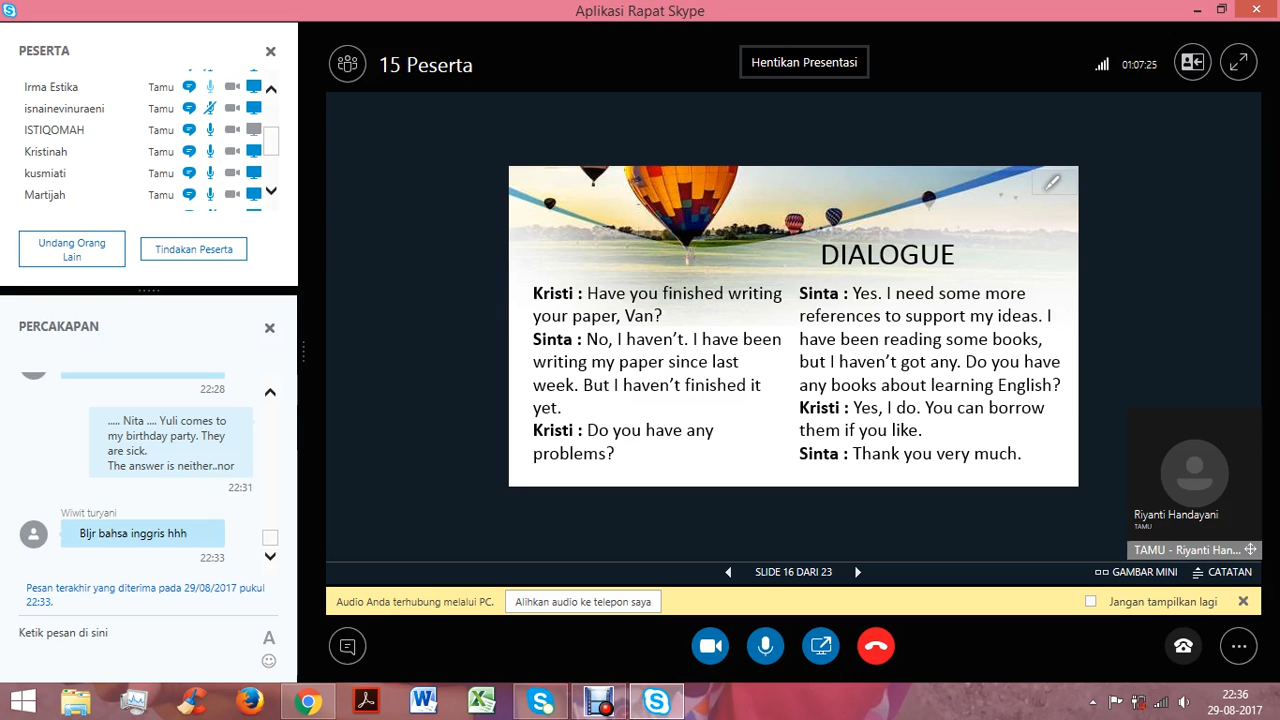 Aplikasi Rapat Skype
PESERTA
Irma Estika Tamu
isnainevinuraeni Tamu
ISTIQOMAH Tamu
Kristinah Tamu
kusmiati Tamu
Martijah Tamu
Undang Orang
Lain
Tindakan Peserta
PERCAKAPAN
22:28
..... Nita .... Yuli comes to
my birthday party. They
are sick.
The answer is neither..nor
22:31
Wiwit turyani
Bljr bahsa inggris hhh
22:33
Pesan terakhir yang diterima pada 29/08/2017 pukul
22:33.
Ketik pesan di sini
A
15 Peserta
Hentikan Presentasi
01:07:25
DIALOGUE
Kristi : Have you finished writing
your paper, Van?
Sinta : No, I haven't. I have been
writing my paper since last
week. But I haven't finished it
yet.
Kristi : Do you have any
problems?
Sinta : Yes. I need some more
references to support my ideas. I
have been reading some books,
but I haven't got any. Do you have
any books about learning English?
Kristi : Yes, I do. You can borrow
them if you like.
Sinta : Thank you very much.
Riyanti Handayani
TAMU
TAMU - Riyanti Han...
SLIDE 16 DARI 23
GAMBAR MINI
CATATAN
Audio Anda terhubung melalui PC.
Alihkan audio ke telepon saya
Jangan tampilkan lagi
22:36
29-08-2017